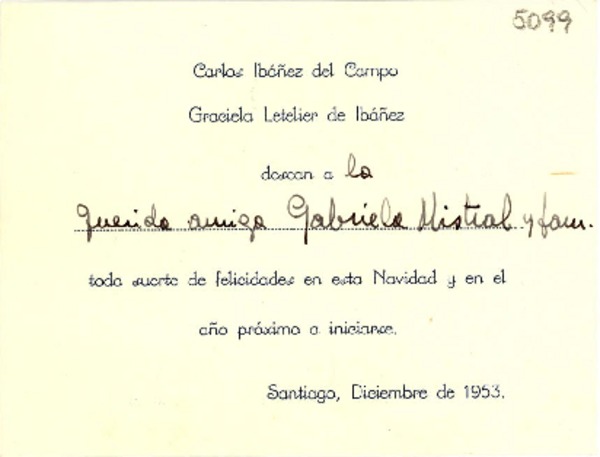 5099
Carlos Ibáñez del Campo
Graciela Letelier de Ibáñez
desean a la
querida amiga Gabriela Mistral y fam.
toda suerte de felicidades en esta Navidad y en el
año próximo a iniciarse.
Santiago, Diciembre de 1953.